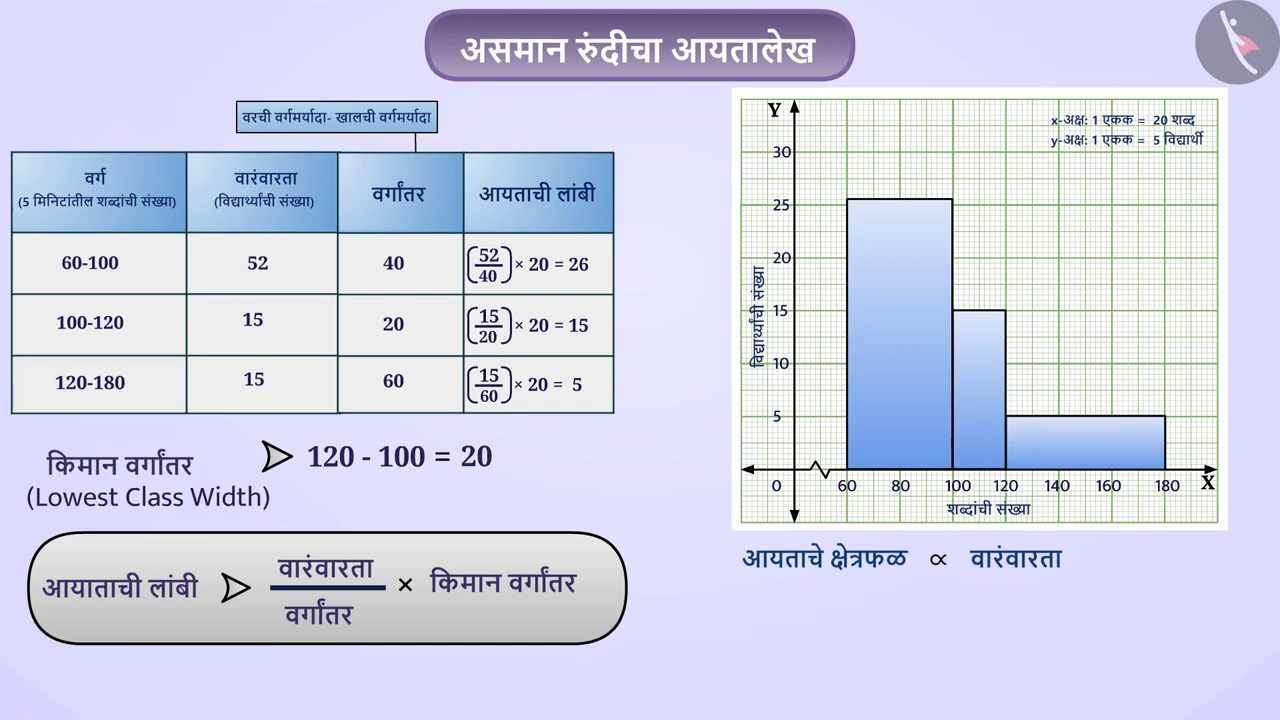 असमान रुंदीचा आयतालेख
वरची वर्गमर्यादा- खालची वर्गमर्यादा
वर्ग वारंवारता वर्गांतर आयताची लांबी
(5 मिनिटांतील शब्दांची संख्या) (विद्यार्थ्यांची संख्या)
60-100 52 40 (52/40) × 20 = 26
100-120 15 20 (15/20) × 20 = 15
120-180 15 60 (15/60) × 20 = 5
किमान वर्गांतर ➢ 120 - 100 = 20
(Lowest Class Width)
आयाताची लांबी ➢ वारंवारता / वर्गांतर × किमान वर्गांतर
Y
x-अक्ष: 1 एकक = 20 शब्द
y-अक्ष: 1 एकक = 5 विद्यार्थी
30
25
20
15
10
5
विद्यार्थ्यांची संख्या
0 60 80 100 120 140 160 180 X
शब्दांची संख्या
आयताचे क्षेत्रफळ ∝ वारंवारता